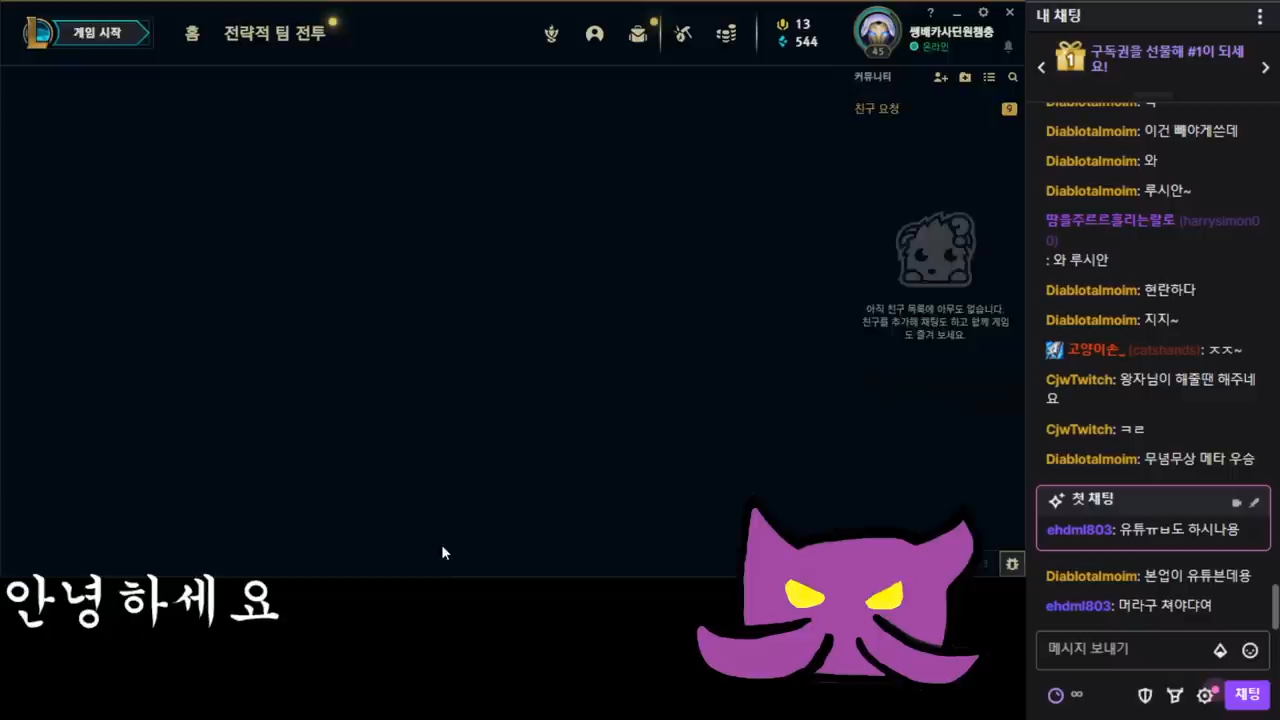 게임 시작
홈
전략적 팀 전투
13
544
45
쌩배카사딘원챔충
온라인
커뮤니티
친구 요청
9
아직 친구 목록에 아무도 없습니다.
친구를 추가해 채팅도 하고 함께 게임
도 즐겨 보세요.
안녕하세요
내 채팅
1
구독권을 선물해 #1이 되세
요!
Diablotalmoim: 이건 빼야게쓴데
Diablotalmoim: 와
Diablotalmoim: 루시안~
땀을주르르흘리는랄로 (harrysimon0
0)
: 와 루시안
Diablotalmoim: 현란하다
Diablotalmoim: 지지~
고양이손_ (catshands): ㅈㅈ~
CjwTwitch: 왕자님이 해줄땐 해주네
요
CjwTwitch: ㅋㄹ
Diablotalmoim: 무념무상 메타 우승
첫 채팅
ehdml803: 유튜ㅠㅂ도 하시나용
Diablotalmoim: 본업이 유튜븐데용
ehdml803: 머라구 쳐야댜여
메시지 보내기
채팅